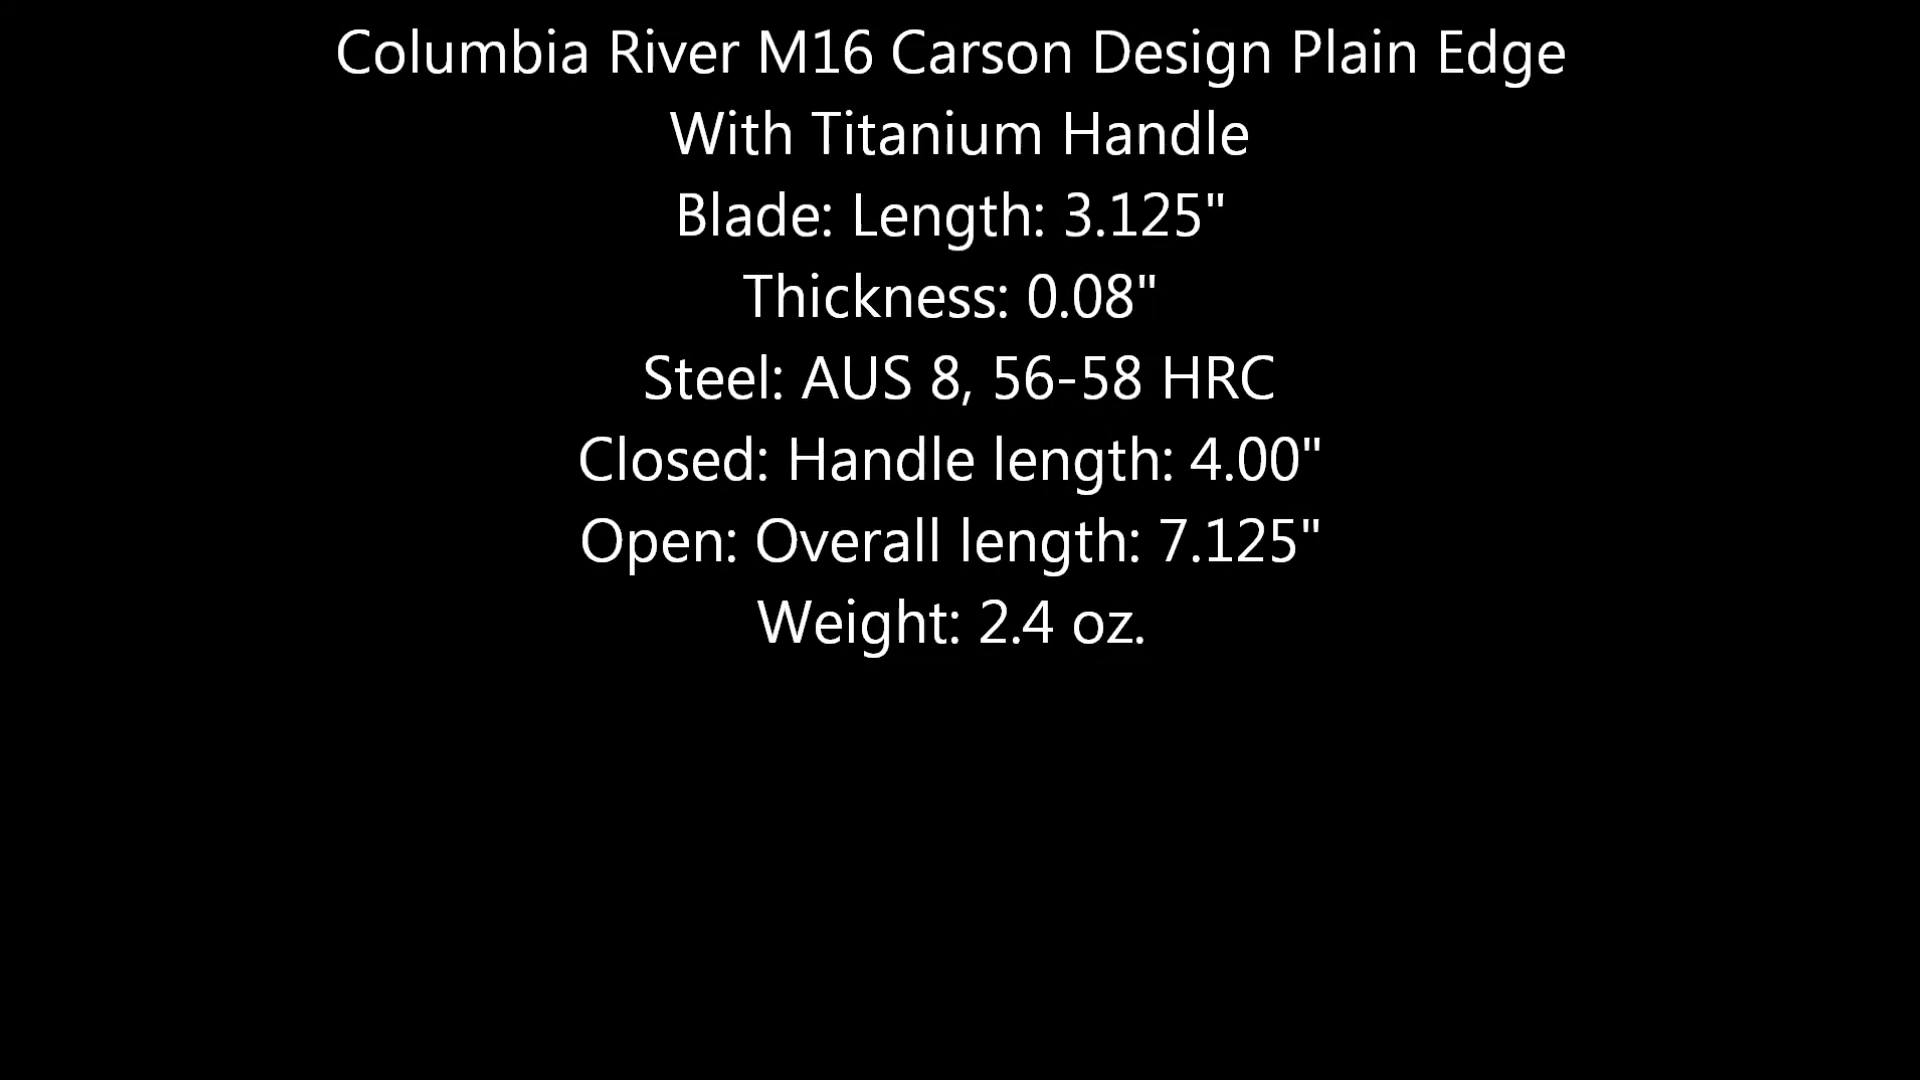 Columbia River M16 Carson Design Plain Edge
With Titanium Handle
Blade: Length: 3.125"
Thickness: 0.08"
Steel: AUS 8, 56-58 HRC
Closed: Handle length: 4.00"
Open: Overall length: 7.125"
Weight: 2.4 oz.